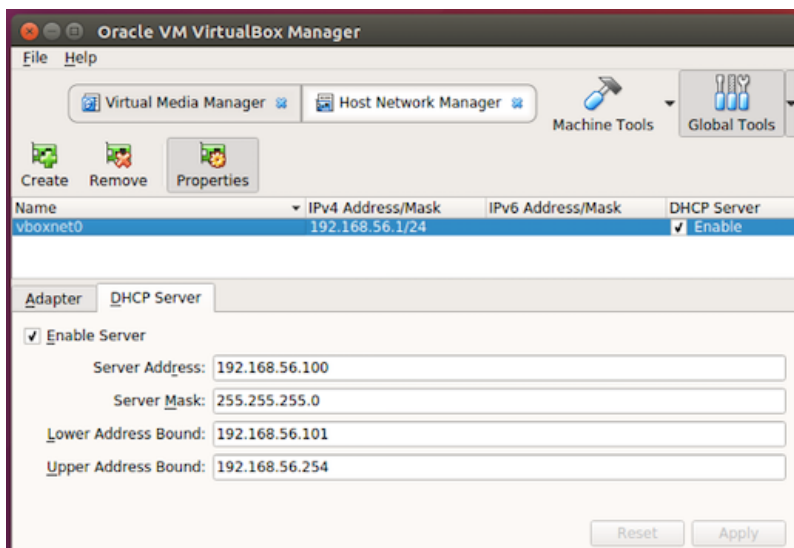 Oracle VM VirtualBox Manager
File Help
Virtual Media Manager Host Network Manager
Machine Tools Global Tools
Create Remove Properties
Name IPv4 Address/Mask IPv6 Address/Mask DHCP Server
vboxnet0 192.168.56.1/24 Enable
Adapter DHCP Server
Enable Server
Server Address: 192.168.56.100
Server Mask: 255.255.255.0
Lower Address Bound: 192.168.56.101
Upper Address Bound: 192.168.56.254
Reset Apply